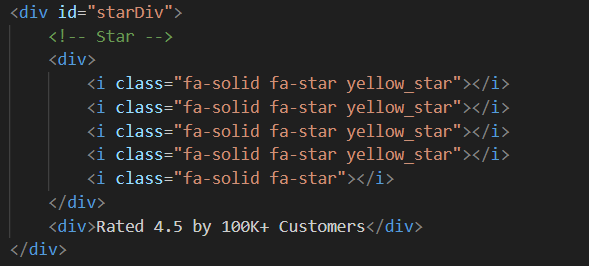 <div id="starDiv">
    <!-- Star -->
    <div>
        <i class="fa-solid fa-star yellow_star"></i>
        <i class="fa-solid fa-star yellow_star"></i>
        <i class="fa-solid fa-star yellow_star"></i>
        <i class="fa-solid fa-star yellow_star"></i>
        <i class="fa-solid fa-star"></i>
    </div>
    <div>Rated 4.5 by 100K+ Customers</div>
</div>